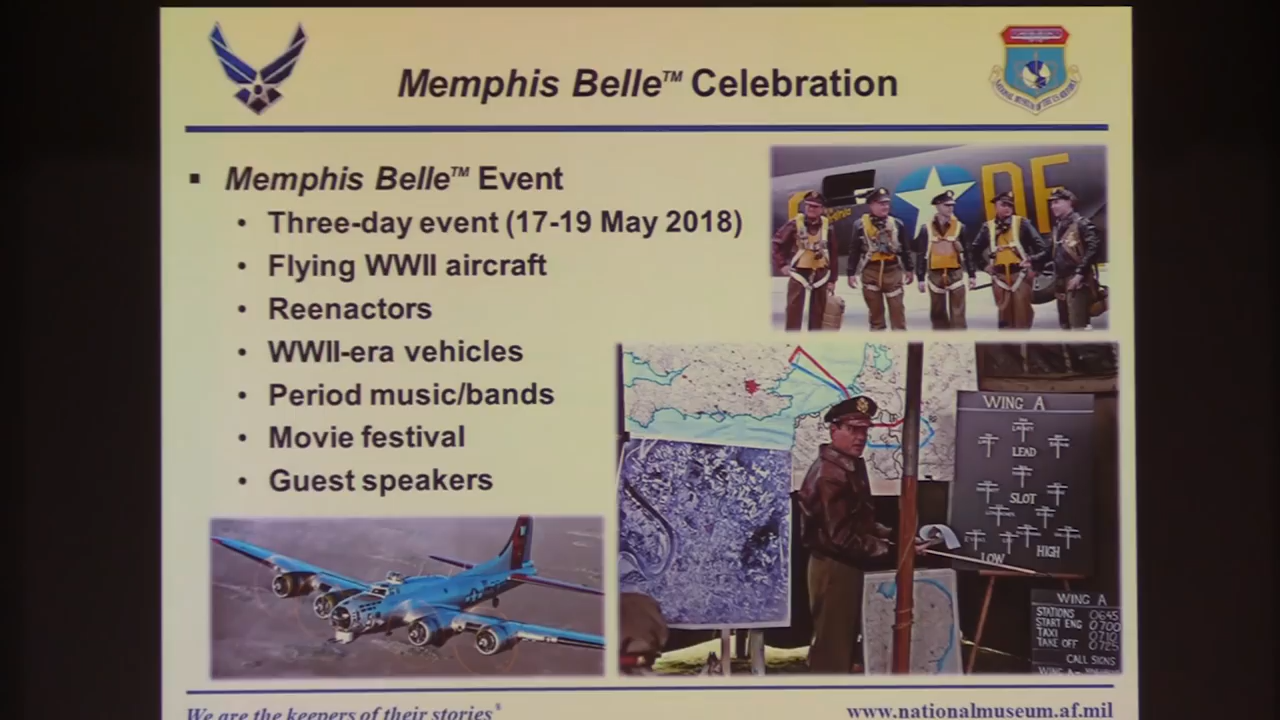 Memphis Belle™ Celebration
▪ Memphis Belle™ Event
• Three-day event (17-19 May 2018)
• Flying WWII aircraft
• Reenactors
• WWII-era vehicles
• Period music/bands
• Movie festival
• Guest speakers
DF
WING A
LEAD
SLOT
LOW
HIGH
WING A
STATIONS 0645
START ENG 0700
TAXI 0710
TAKE OFF 0725
CALL SIGNS
WING A
We are the keepers of their stories®
www.nationalmuseum.af.mil